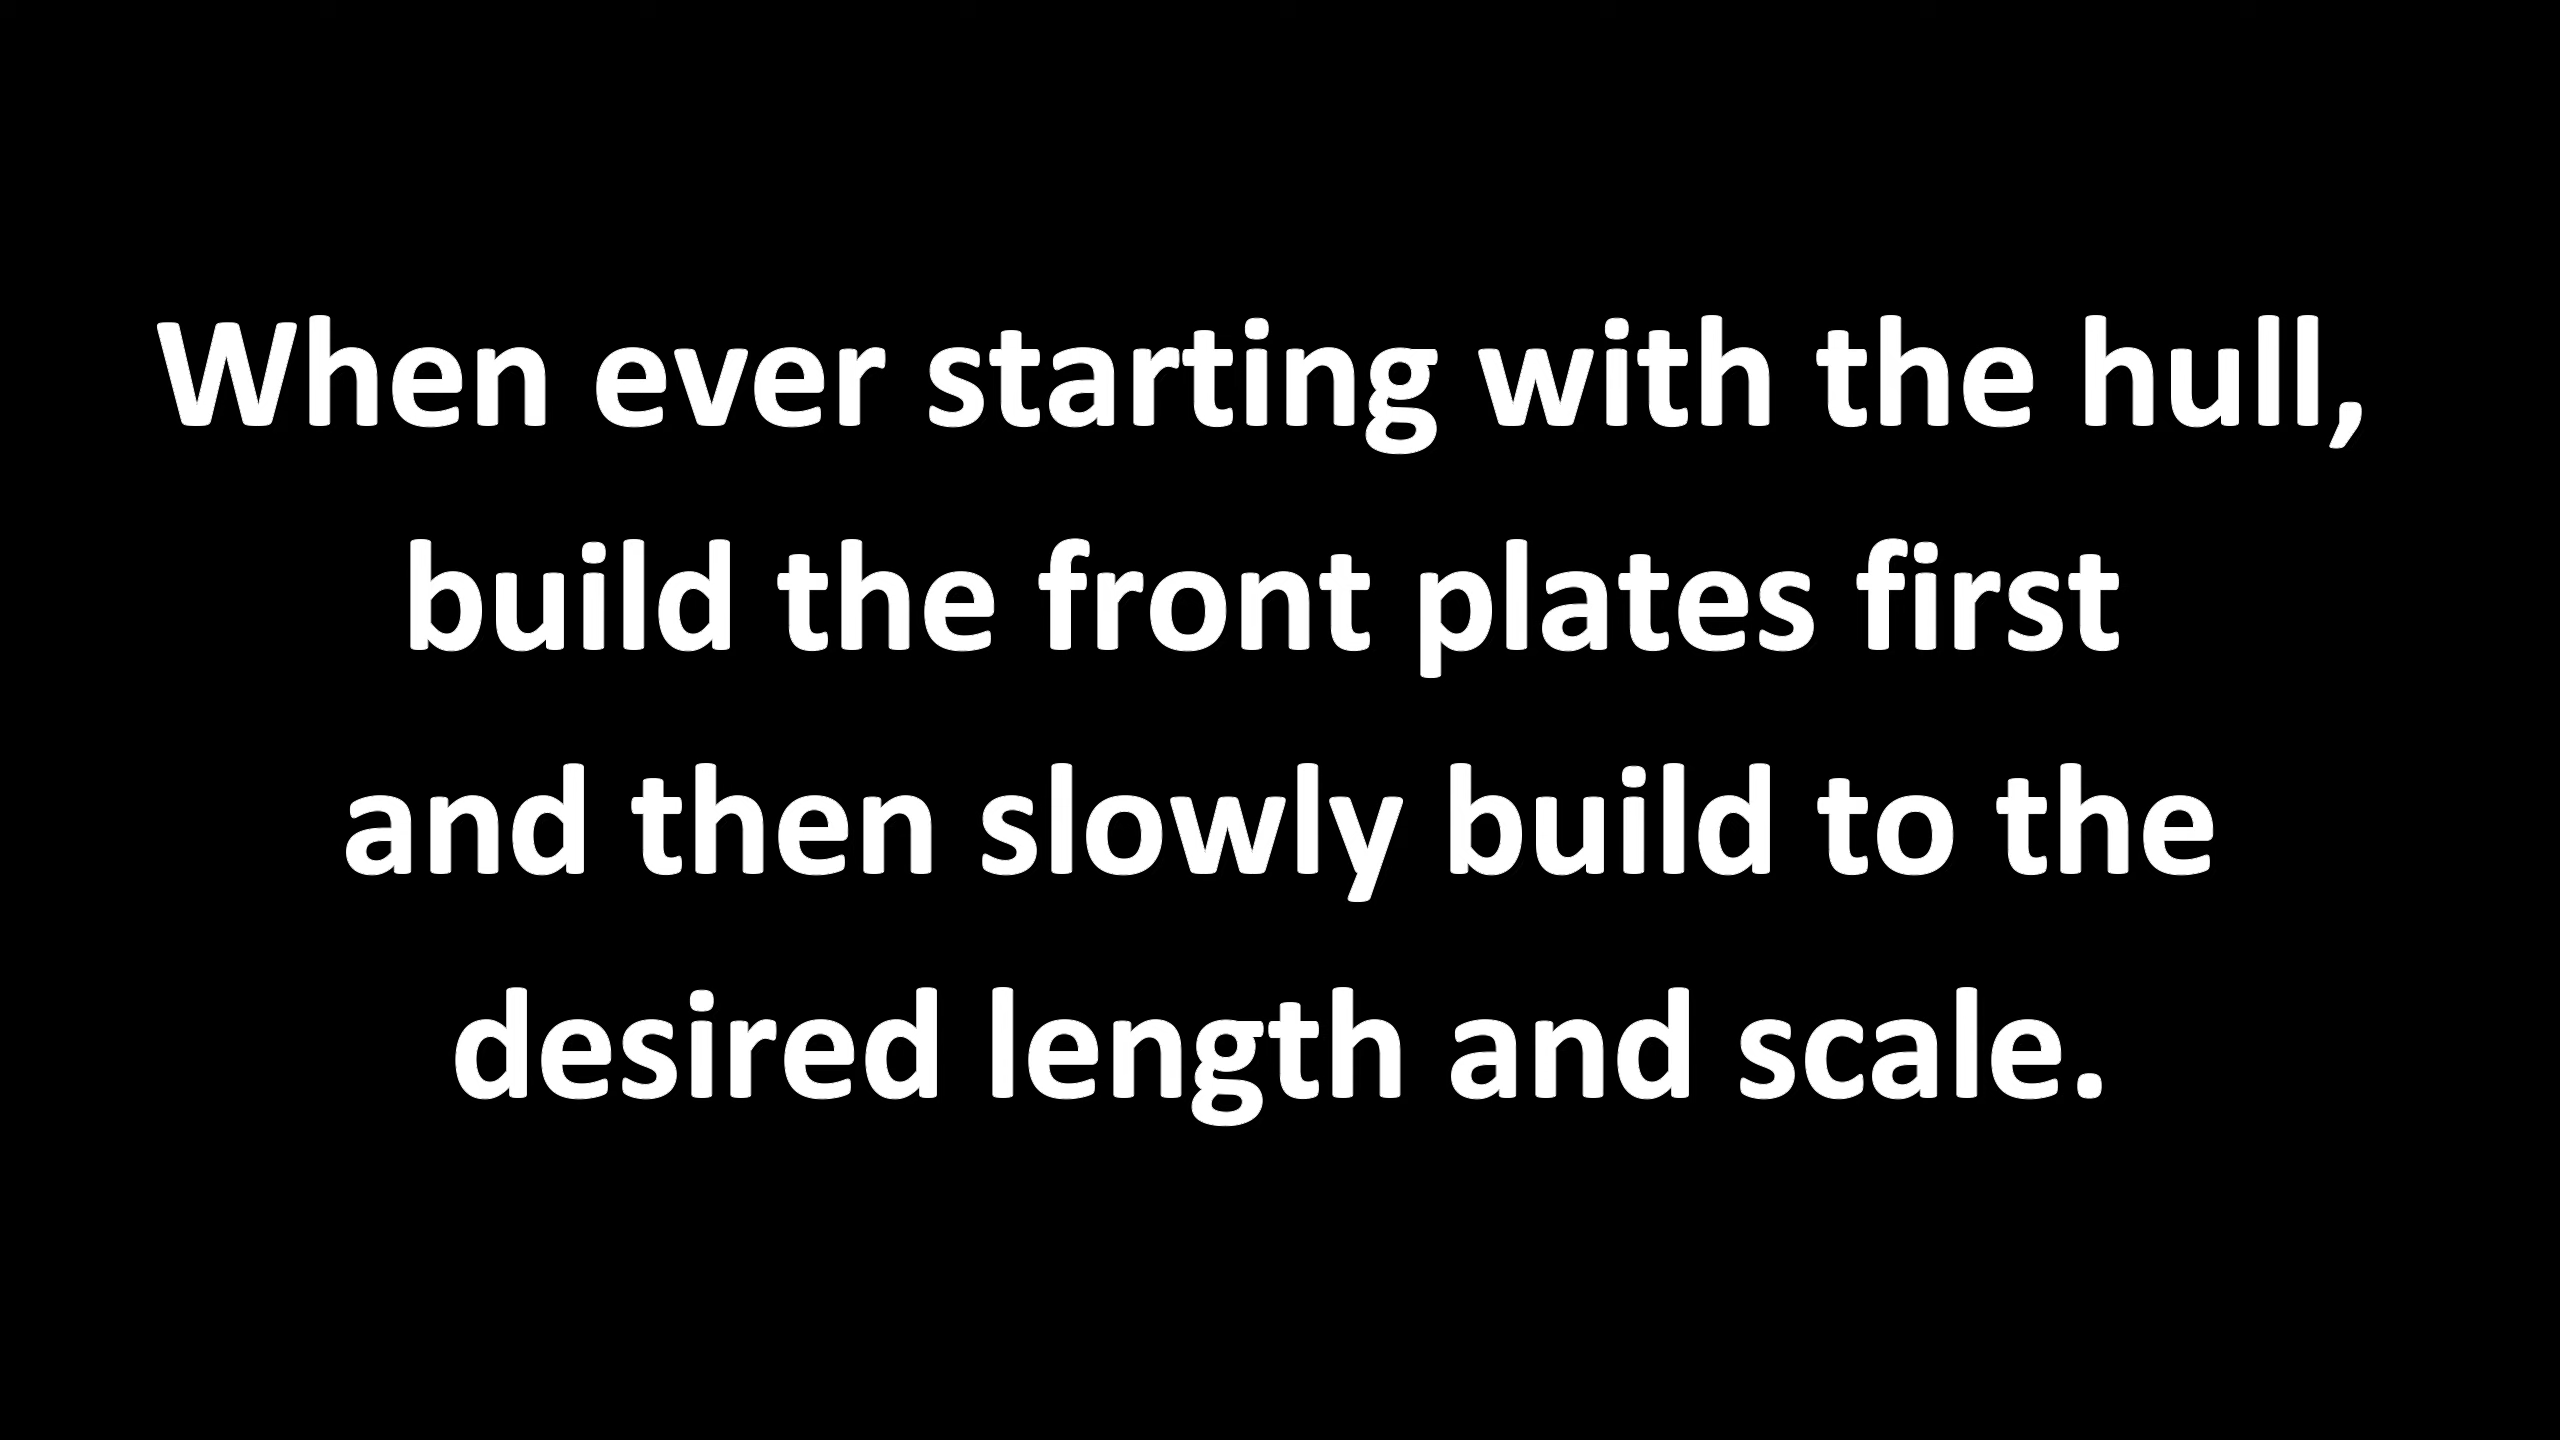 When ever starting with the hull,
build the front plates first
and then slowly build to the
desired length and scale.